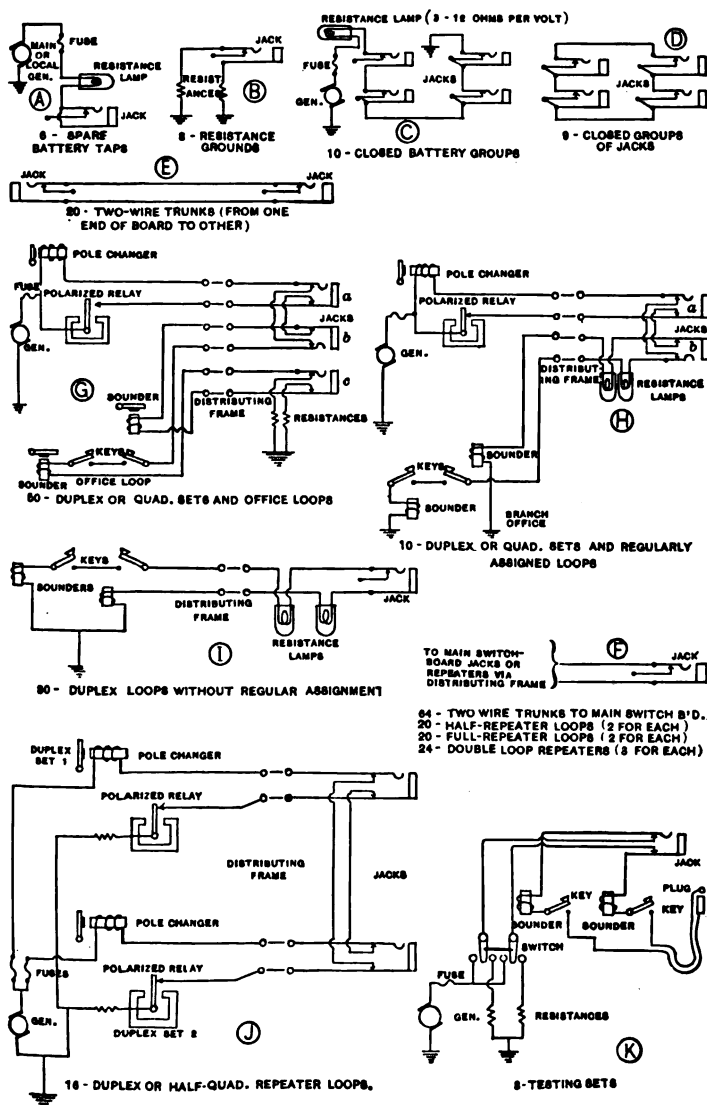 MAIN OR LOCAL GEN.
FUSE
RESISTANCE LAMP
JACK
A
6 - SPARE
BATTERY TAPS
JACK
RESIST
ANCES
B
8 - RESISTANCE
GROUNDS
RESISTANCE LAMP (3 - 12 OHMS PER VOLT)
FUSE
GEN.
JACKS
C
10 - CLOSED BATTERY GROUPS
D
JACKS
9 - CLOSED GROUPS
OF JACKS
E
JACK
JACK
20 - TWO-WIRE TRUNKS (FROM ONE
END OF BOARD TO OTHER)
POLE CHANGER
FUSE
POLARIZED RELAY
a
JACKS
b
GEN.
G
c
SOUNDER
DISTRIBUTING
FRAME
RESISTANCES
KEYS
OFFICE LOOP
SOUNDER
50 - DUPLEX OR QUAD. SETS AND OFFICE LOOPS
POLE CHANGER
POLARIZED RELAY
a
JACKS
b
GEN.
DISTRIBUT-
ING FRAME
RESISTANCE
LAMPS
H
SOUNDER
KEYS
SOUNDER
BRANCH
OFFICE
10 - DUPLEX OR QUAD. SETS AND REGULARLY
ASSIGNED LOOPS
KEYS
SOUNDERS
DISTRIBUTING
FRAME
JACK
RESISTANCE
LAMPS
I
80 - DUPLEX LOOPS WITHOUT REGULAR ASSIGNMENT
TO MAIN SWITCH-
BOARD JACKS OR
REPEATERS VIA
DISTRIBUTING FRAME
F
JACK
64 - TWO WIRE TRUNKS TO MAIN SWITCH B'D.
20 - HALF-REPEATER LOOPS (2 FOR EACH)
20 - FULL-REPEATER LOOPS (2 FOR EACH)
24 - DOUBLE LOOP REPEATERS (3 FOR EACH)
DUPLEX
SET 1
POLE CHANGER
POLARIZED RELAY
DISTRIBUTING
FRAME
JACKS
POLE CHANGER
FUSES
POLARIZED RELAY
GEN.
DUPLEX SET 2
J
16 - DUPLEX OR HALF-QUAD. REPEATER LOOPS.
JACK
PLUG
KEY
KEY
SOUNDER
SOUNDER
SWITCH
FUSE
GEN.
RESISTANCES
K
3-TESTING SETS